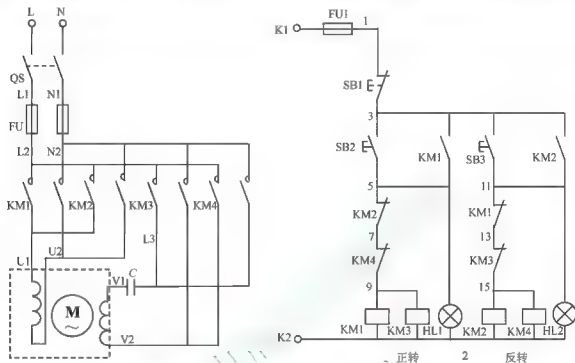 L N
QS
L1 N1
FU
L2 N2
KM1 KM2 KM3 KM4
L3
U1 U2
V1 C
M
~
V2
K1 FU1 1
SB1
3
SB2 KM1 SB3 KM2
5 11
KM2 KM1
7 13
KM4 KM3
9 15
KM1 KM3 HL1 KM2 KM4 HL2
K2
正转 2 反转